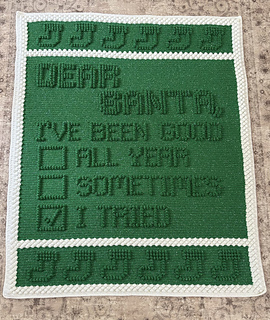 DEAR
SANTA,
I'VE BEEN GOOD
☐ ALL YEAR
☐ SOMETIMES
☑ I TRIED